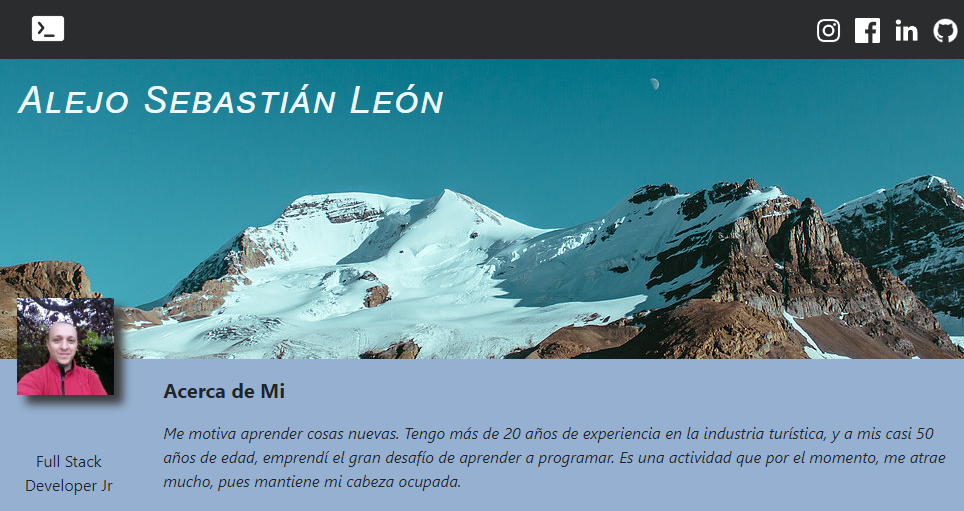 Alejo Sebastián León
Acerca de Mi
Me motiva aprender cosas nuevas. Tengo más de 20 años de experiencia en la industria turística, y a mis casi 50
años de edad, emprendí el gran desafío de aprender a programar. Es una actividad que por el momento, me atrae
mucho, pues mantiene mi cabeza ocupada.
Full Stack
Developer Jr